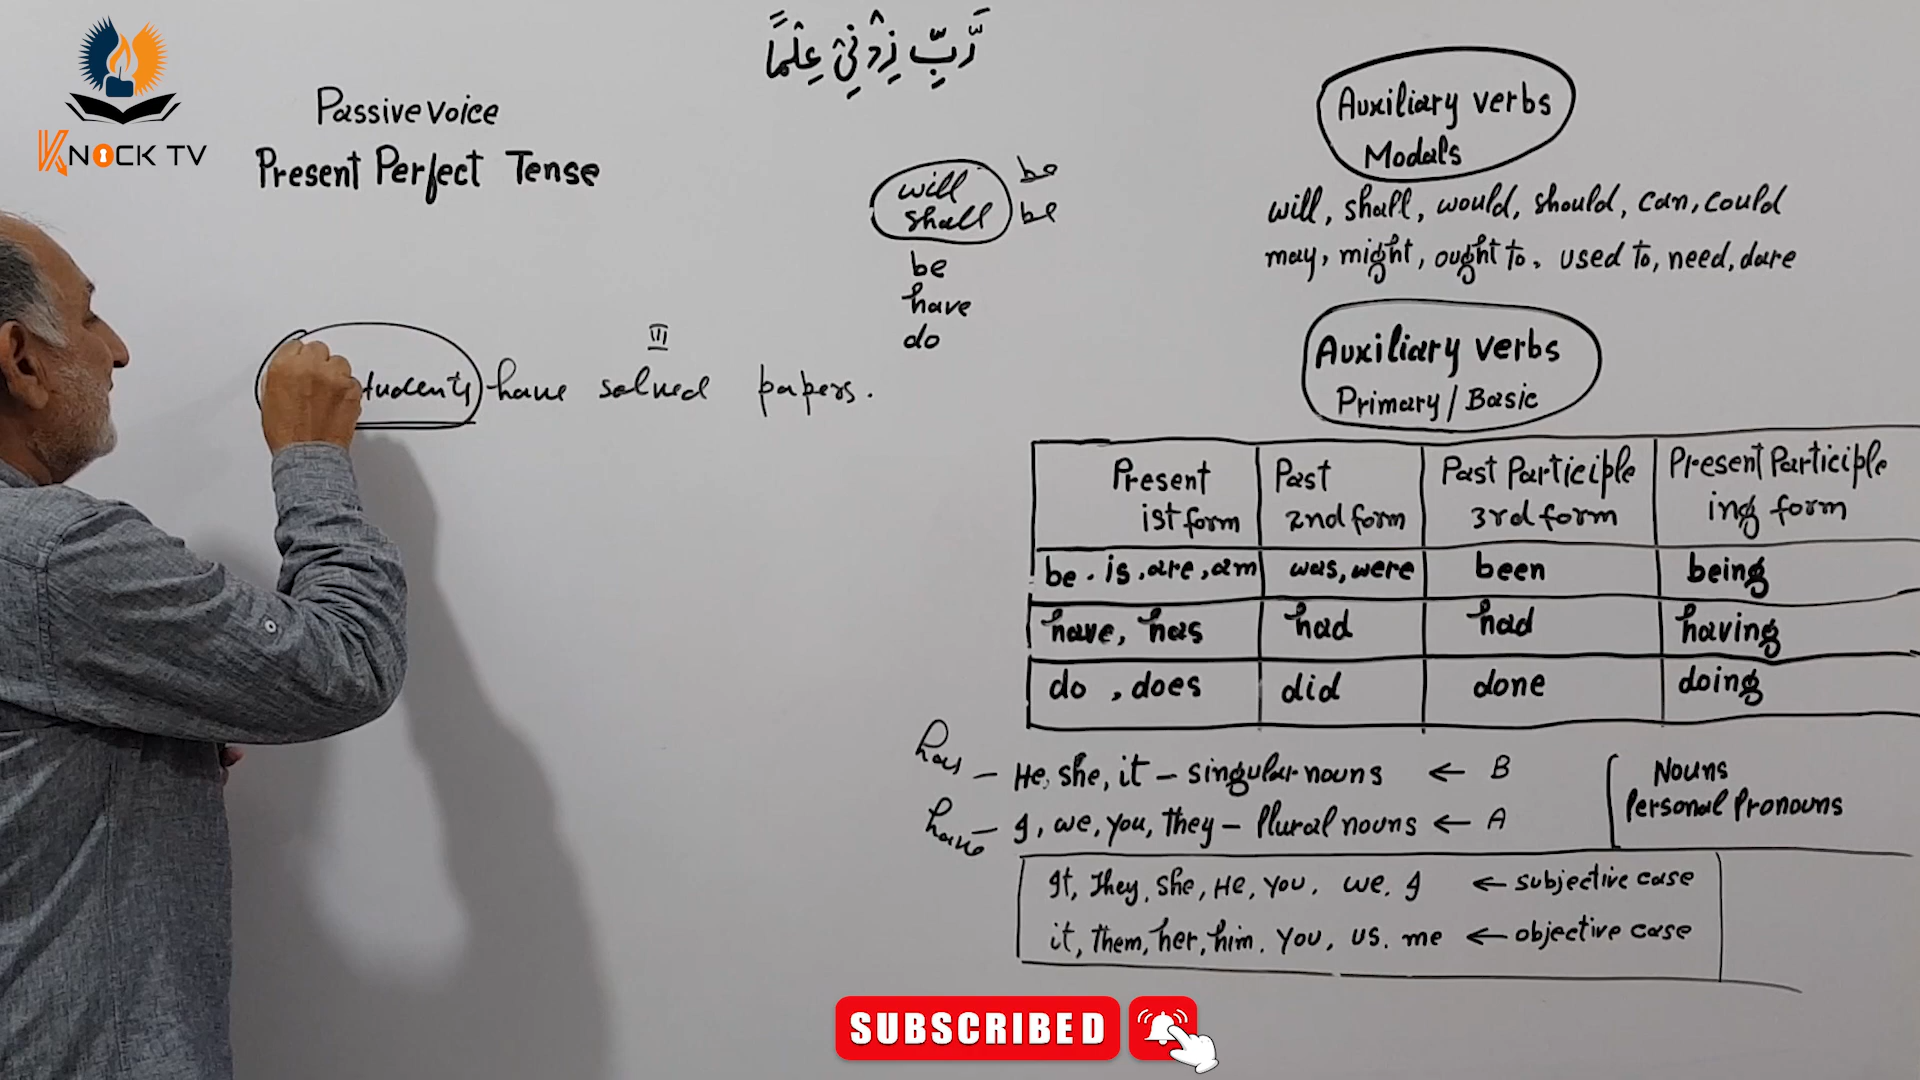 رَّبِّ زِدْنِيْ عِلْمًا
KNOCK TV
Passive Voice
Present Perfect Tense
will be
shall be
be
have
do
III
students have solved papers.
Auxiliary verbs
Modals
will, shall, would, should, can, could
may, might, ought to, used to, need, dare
Auxiliary verbs
Primary/Basic
Present 1st form
Past 2nd form
Past Participle 3rd form
Present Participle ing form
be. is, are, am was, were been being
have, has had had having
do, does did done doing
has – He, she, it – singular nouns ← B
have – I, we, you, they – Plural nouns ← A
Nouns
Personal Pronouns
It, They, she, He, you, we, I ← subjective case
it, them, her, him, you, us, me ← objective case
SUBSCRIBED